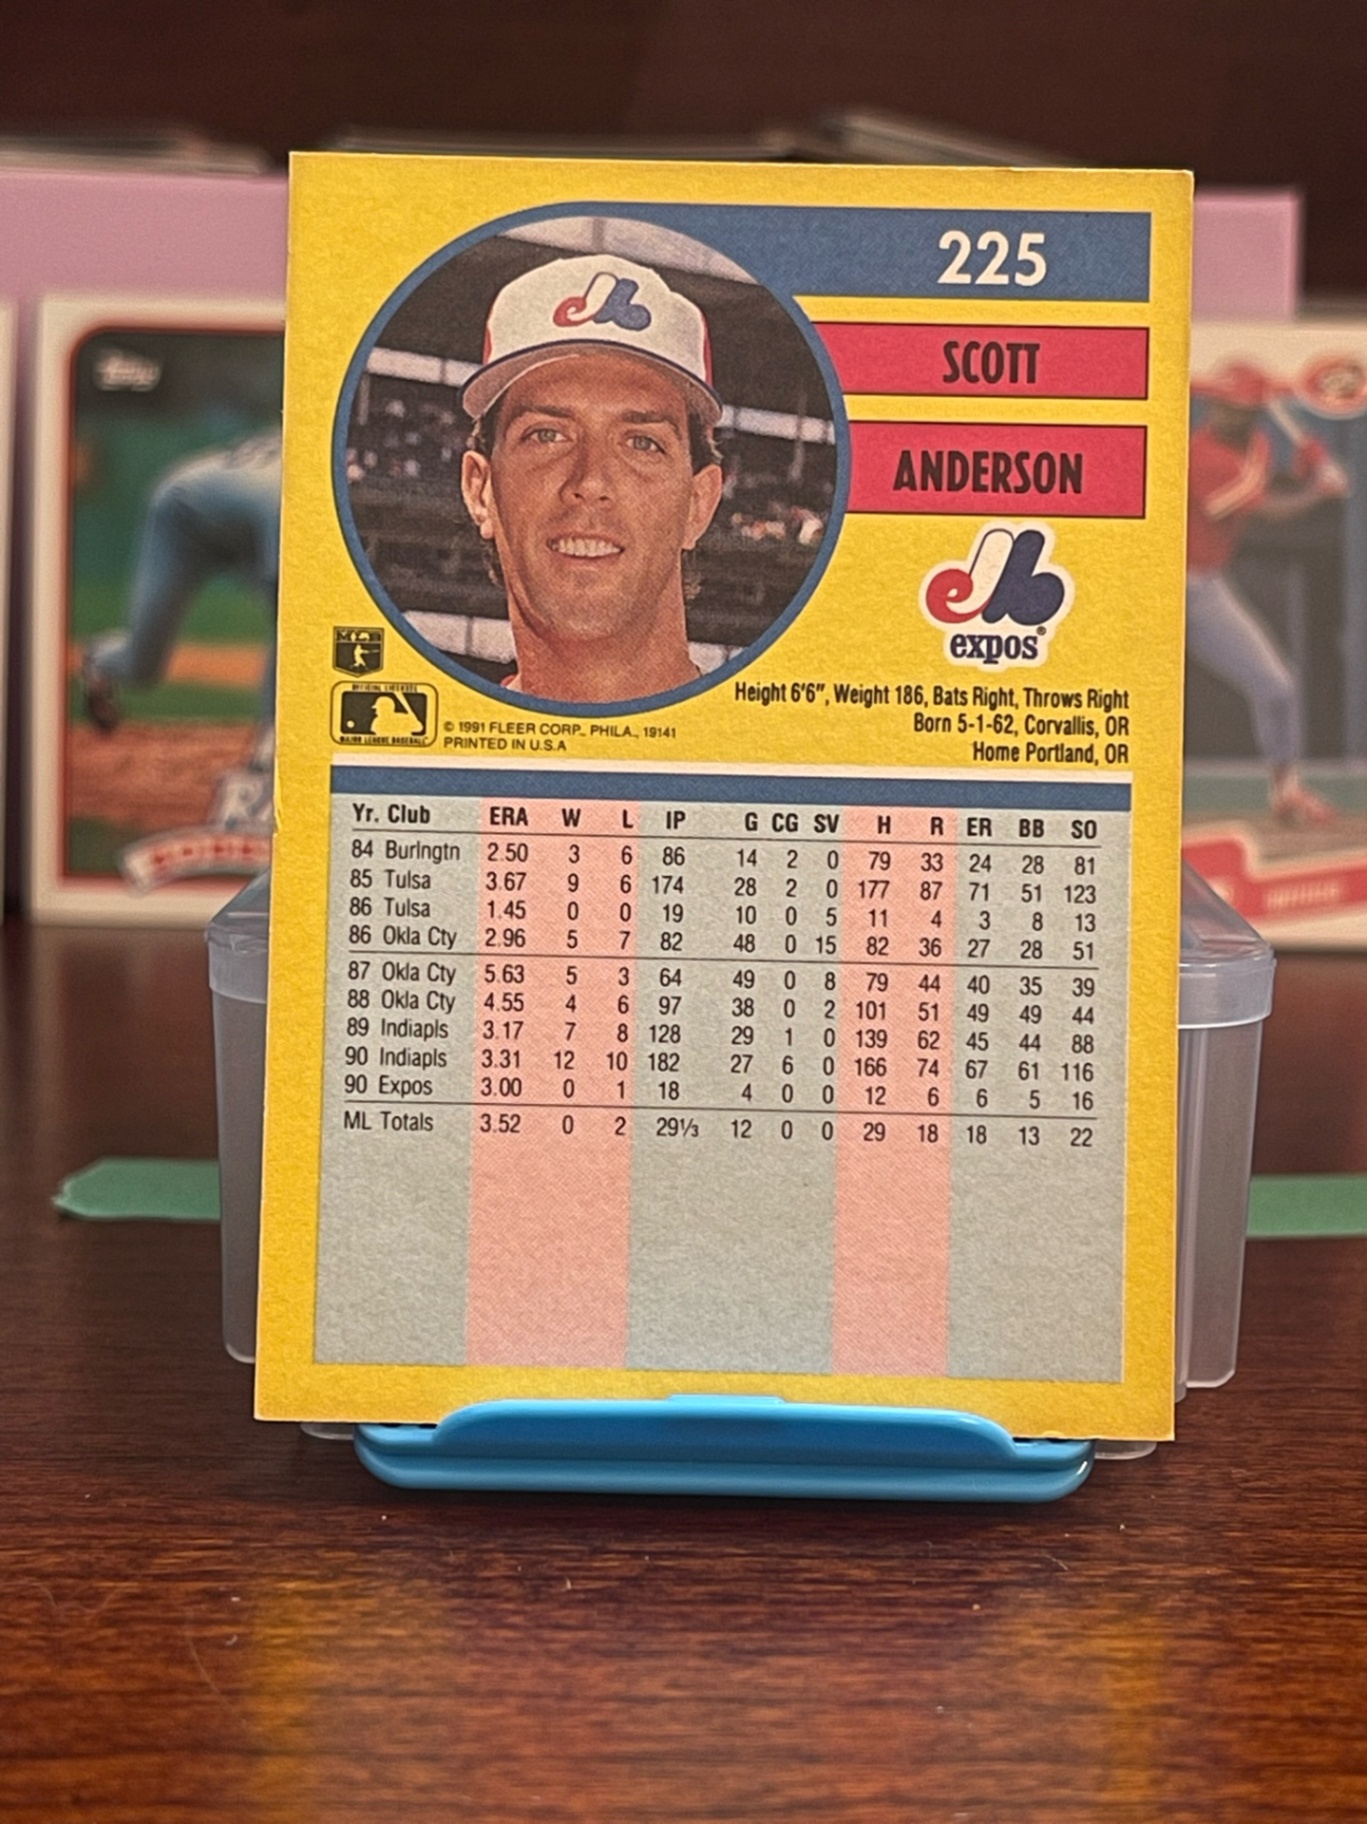 225
SCOTT
ANDERSON
expos®
MLB
OFFICIAL LICENSEE
MAJOR LEAGUE BASEBALL
© 1991 FLEER CORP., PHILA., 19141
PRINTED IN U.S.A
Height 6'6", Weight 186, Bats Right, Throws Right
Born 5-1-62, Corvallis, OR
Home Portland, OR
Yr. Club ERA W L IP G CG SV H R ER BB SO
84 Burlngtn 2.50 3 6 86 14 2 0 79 33 24 28 81
85 Tulsa 3.67 9 6 174 28 2 0 177 87 71 51 123
86 Tulsa 1.45 0 0 19 10 0 5 11 4 3 8 13
86 Okla Cty 2.96 5 7 82 48 0 15 82 36 27 28 51
87 Okla Cty 5.63 5 3 64 49 0 8 79 44 40 35 39
88 Okla Cty 4.55 4 6 97 38 0 2 101 51 49 49 44
89 Indiapls 3.17 7 8 128 29 1 0 139 62 45 44 88
90 Indiapls 3.31 12 10 182 27 6 0 166 74 67 61 116
90 Expos 3.00 0 1 18 4 0 0 12 6 6 5 16
ML Totals 3.52 0 2 29⅓ 12 0 0 29 18 18 13 22
Topps